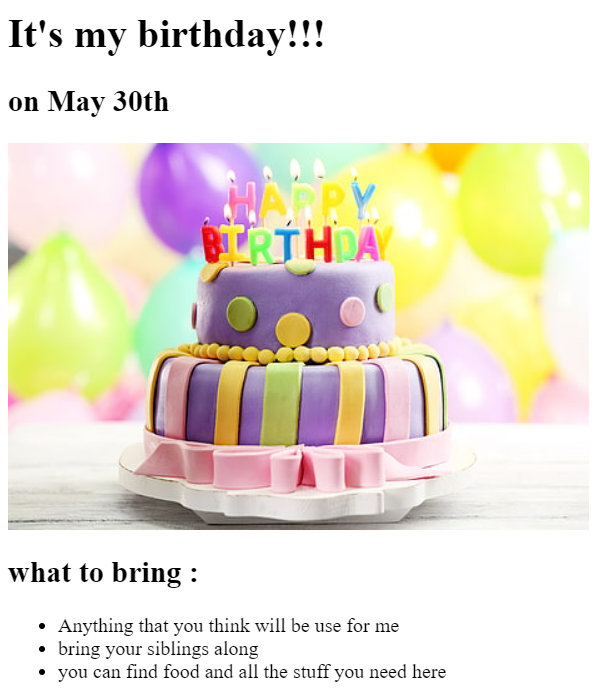 It's my birthday!!!
on May 30th
HAPPY
BIRTHDAY
what to bring :
Anything that you think will be use for me
bring your siblings along
you can find food and all the stuff you need here